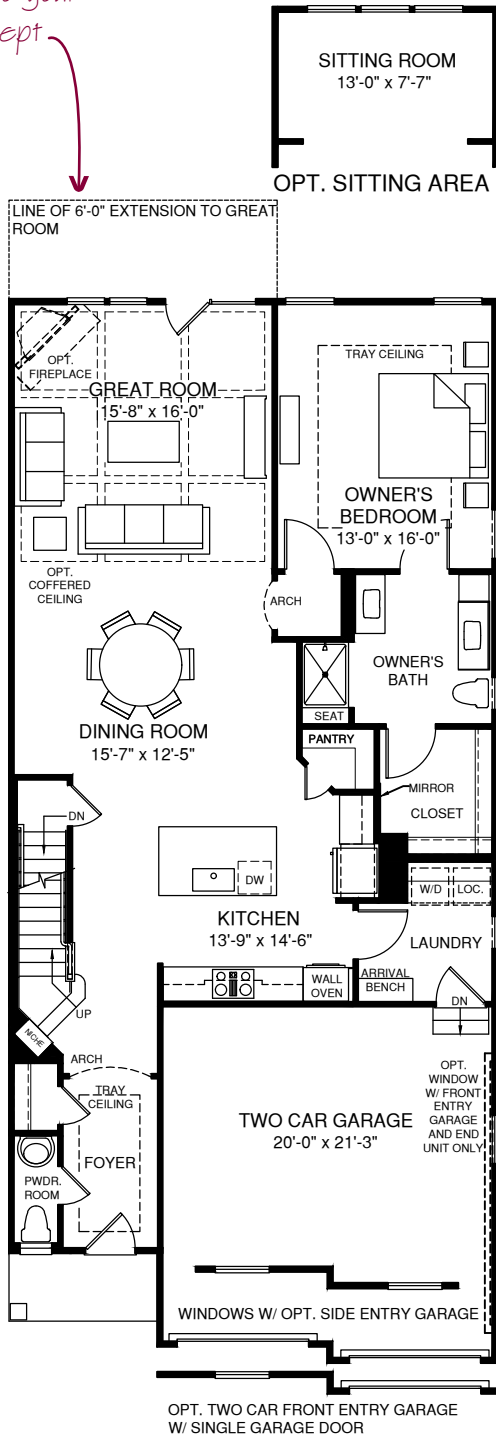 your
SITTING ROOM
13'-0" x 7'-7"
OPT. SITTING AREA
LINE OF 6'-0" EXTENSION TO GREAT
ROOM
OPT.
FIREPLACE
GREAT ROOM
15'-8" x 16'-0"
TRAY CEILING
OWNER'S
BEDROOM
13'-0" x 16'-0"
OPT.
COFFERED
CEILING
ARCH
OWNER'S
BATH
SEAT
DINING ROOM
15'-7" x 12'-5"
PANTRY
MIRROR
CLOSET
DN
DW
W/D
LOC.
KITCHEN
13'-9" x 14'-6"
LAUNDRY
WALL
OVEN
ARRIVAL
BENCH
DN
UP
NICHE
ARCH
TRAY
CEILING
FOYER
PWDR.
ROOM
TWO CAR GARAGE
20'-0" x 21'-3"
OPT.
WINDOW
W/ FRONT
ENTRY
GARAGE
AND END
UNIT ONLY
WINDOWS W/ OPT. SIDE ENTRY GARAGE
OPT. TWO CAR FRONT ENTRY GARAGE
W/ SINGLE GARAGE DOOR